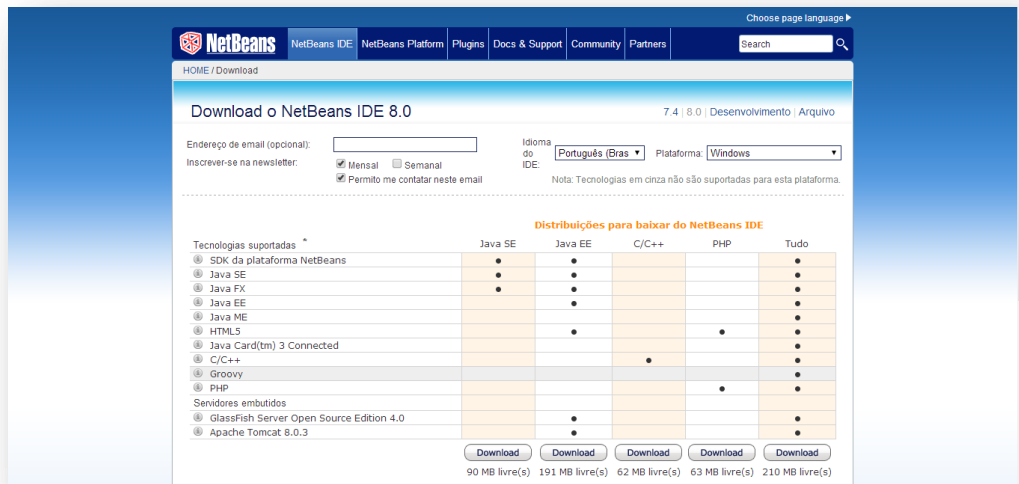 Choose page language
NetBeans NetBeans IDE NetBeans Platform Plugins Docs & Support Community Partners Search
HOME / Download
Download o NetBeans IDE 8.0 7.4 | 8.0 | Desenvolvimento | Arquivo
Endereço de email (opcional): Idioma do IDE: Português (Bras Plataforma: Windows
Inscrever-se na newsletter: Mensal Semanal
Permito me contatar neste email Nota: Tecnologias em cinza não são suportadas para esta plataforma.
Distribuições para baixar do NetBeans IDE
Tecnologias suportadas * Java SE Java EE C/C++ PHP Tudo
SDK da plataforma NetBeans • • •
Java SE • • •
Java FX • • •
Java EE • •
Java ME •
HTML5 • • •
Java Card(tm) 3 Connected •
C/C++ • •
Groovy •
PHP • •
Servidores embutidos
GlassFish Server Open Source Edition 4.0 • •
Apache Tomcat 8.0.3 • •
Download Download Download Download Download
90 MB livre(s) 191 MB livre(s) 62 MB livre(s) 63 MB livre(s) 210 MB livre(s)